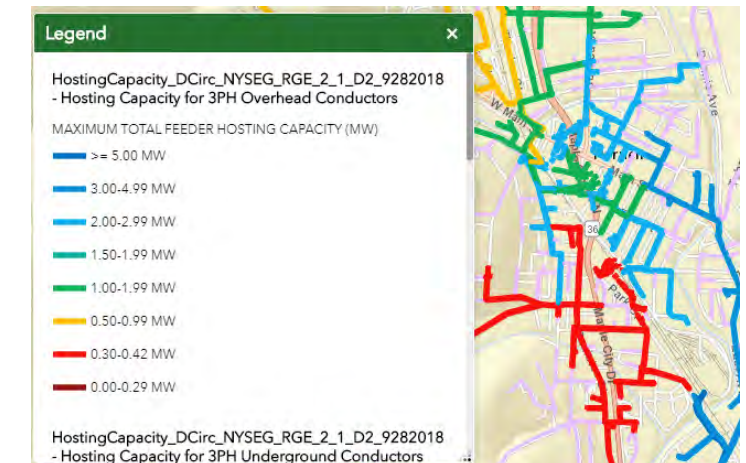 Legend ×
HostingCapacity_DCirc_NYSEG_RGE_2_1_D2_9282018
- Hosting Capacity for 3PH Overhead Conductors
MAXIMUM TOTAL FEEDER HOSTING CAPACITY (MW)
>= 5.00 MW
3.00-4.99 MW
2.00-2.99 MW
1.50-1.99 MW
1.00-1.99 MW
0.50-0.99 MW
0.30-0.42 MW
0.00-0.29 MW
HostingCapacity_DCirc_NYSEG_RGE_2_1_D2_9282018
- Hosting Capacity for 3PH Underground Conductors
W Main
36
Park
Maple City Dr